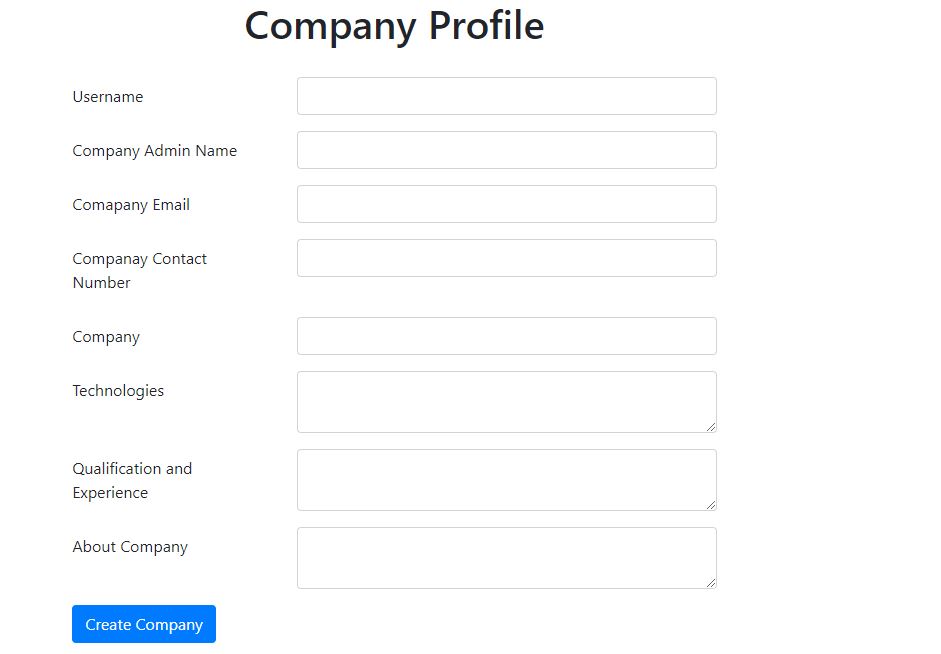 Company Profile
Username
Company Admin Name
Comapany Email
Companay Contact
Number
Company
Technologies
Qualification and
Experience
About Company
Create Company